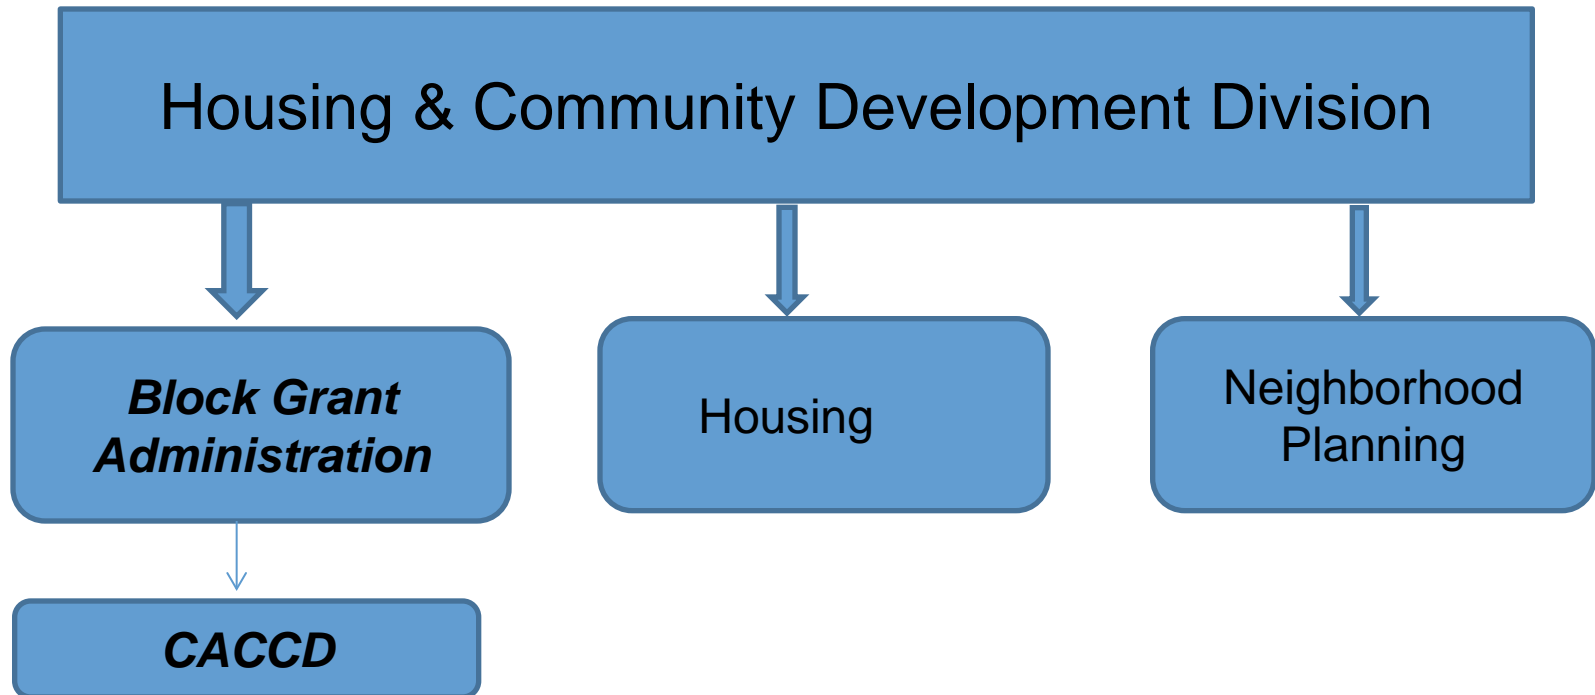 Housing & Community Development Division
Block Grant
Administration
Housing
Neighborhood
Planning
CACCD